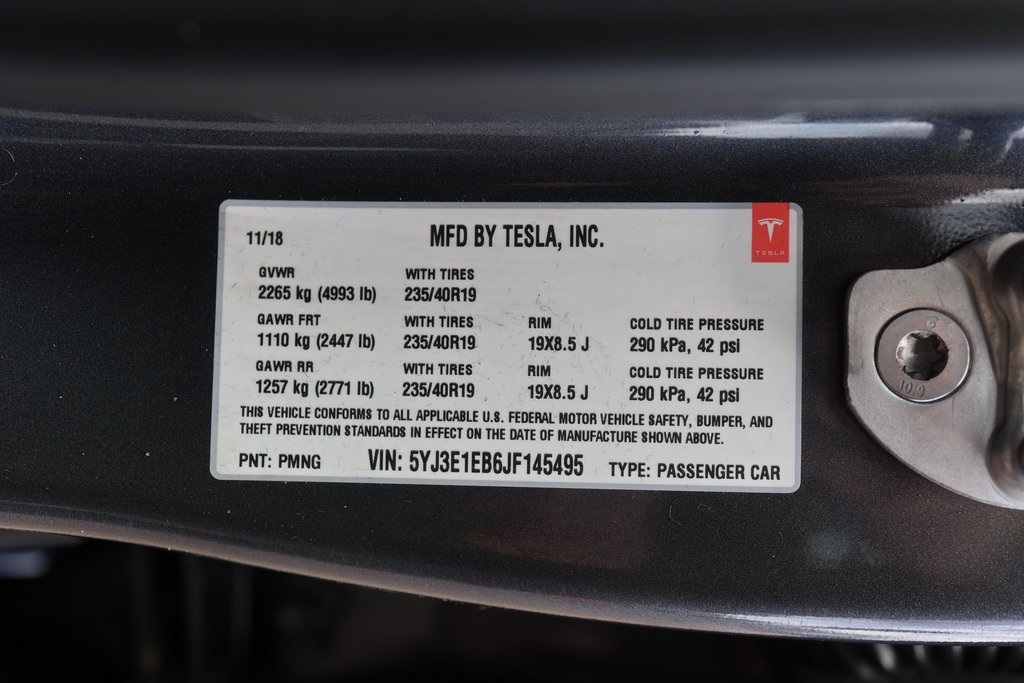 11/18 MFD BY TESLA, INC.
TESLA
GVWR WITH TIRES
2265 kg (4993 lb) 235/40R19
GAWR FRT WITH TIRES RIM COLD TIRE PRESSURE
1110 kg (2447 lb) 235/40R19 19X8.5 J 290 kPa, 42 psi
GAWR RR WITH TIRES RIM COLD TIRE PRESSURE
1257 kg (2771 lb) 235/40R19 19X8.5 J 290 kPa, 42 psi
THIS VEHICLE CONFORMS TO ALL APPLICABLE U.S. FEDERAL MOTOR VEHICLE SAFETY, BUMPER, AND
THEFT PREVENTION STANDARDS IN EFFECT ON THE DATE OF MANUFACTURE SHOWN ABOVE.
PNT: PMNG VIN: 5YJ3E1EB6JF145495 TYPE: PASSENGER CAR
10.9